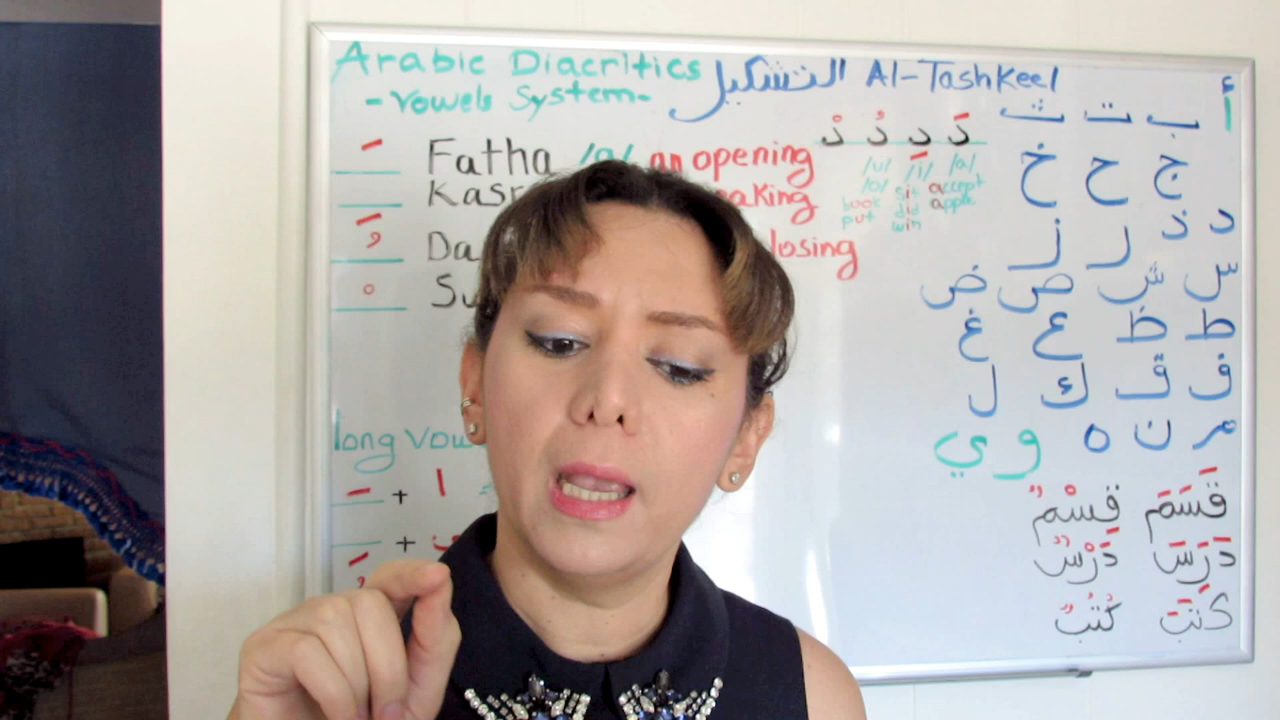 Arabic Diacritics التشكيل Al-Tashkeel
-Vowels System-
Fatha /a/ an opening
Kasr eaking
Da losing
Su
دَ دِ دُ دْ
/a/ /i/ /u/
/o/
accept sit book
apple did put
win
long vow
+ ا
+ ي
أ
ب ت ث
ج ح خ
د ذ ر ز
س ش ص ض
ط ظ ع غ
ف ق ك ل
م ن ه و ي
قَسَمَ قِسْمٌ
دَرَسَ دَرْسٌ
كَتَبَ كُتُبٌ